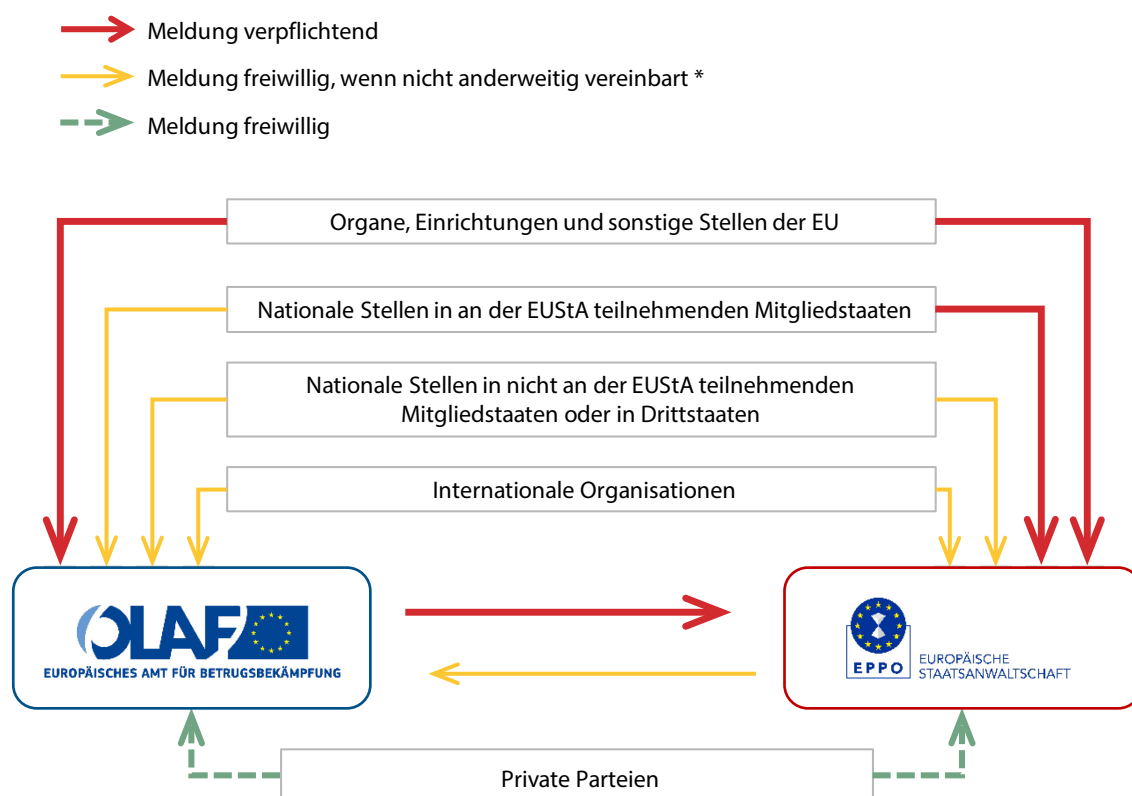 Meldung verpflichtend
Meldung freiwillig, wenn nicht anderweitig vereinbart *
Meldung freiwillig
Organe, Einrichtungen und sonstige Stellen der EU
Nationale Stellen in an der EUStA teilnehmenden Mitgliedstaaten
Nationale Stellen in nicht an der EUStA teilnehmenden
Mitgliedstaaten oder in Drittstaaten
Internationale Organisationen
OLAF
EUROPÄISCHES AMT FÜR BETRUGSBEKÄMPFUNG
EPPO
EUROPÄISCHE
STAATSANWALTSCHAFT
Private Parteien